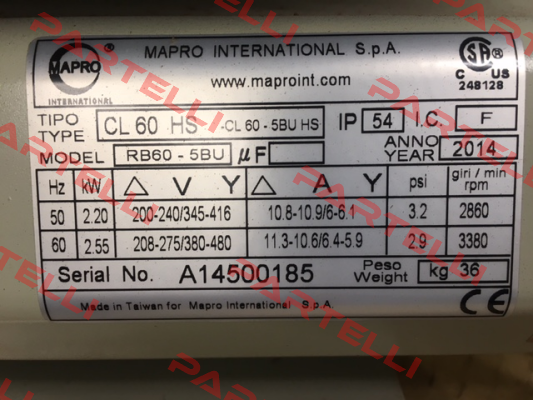 MAPRO ® MAPRO INTERNATIONAL S.p.A.
INTERNATIONAL www.maproint.com
C US
248128
TIPO TYPE CL 60 HS -CL 60 - 5BU HS IP 54 I.C. F
MODEL RB60 - 5BU µF ANNO YEAR 2014
Hz kW △ V Y △ A Y psi giri / min rpm
50 2.20 200-240/345-416 10.8-10.9/6-6.1 3.2 2860
60 2.55 208-275/380-480 11.3-10.6/6.4-5.9 2.9 3380
Serial No. A14500185 Peso Weight kg 36
Made in Taiwan for Mapro International S.p.A. CE
PARTELLI